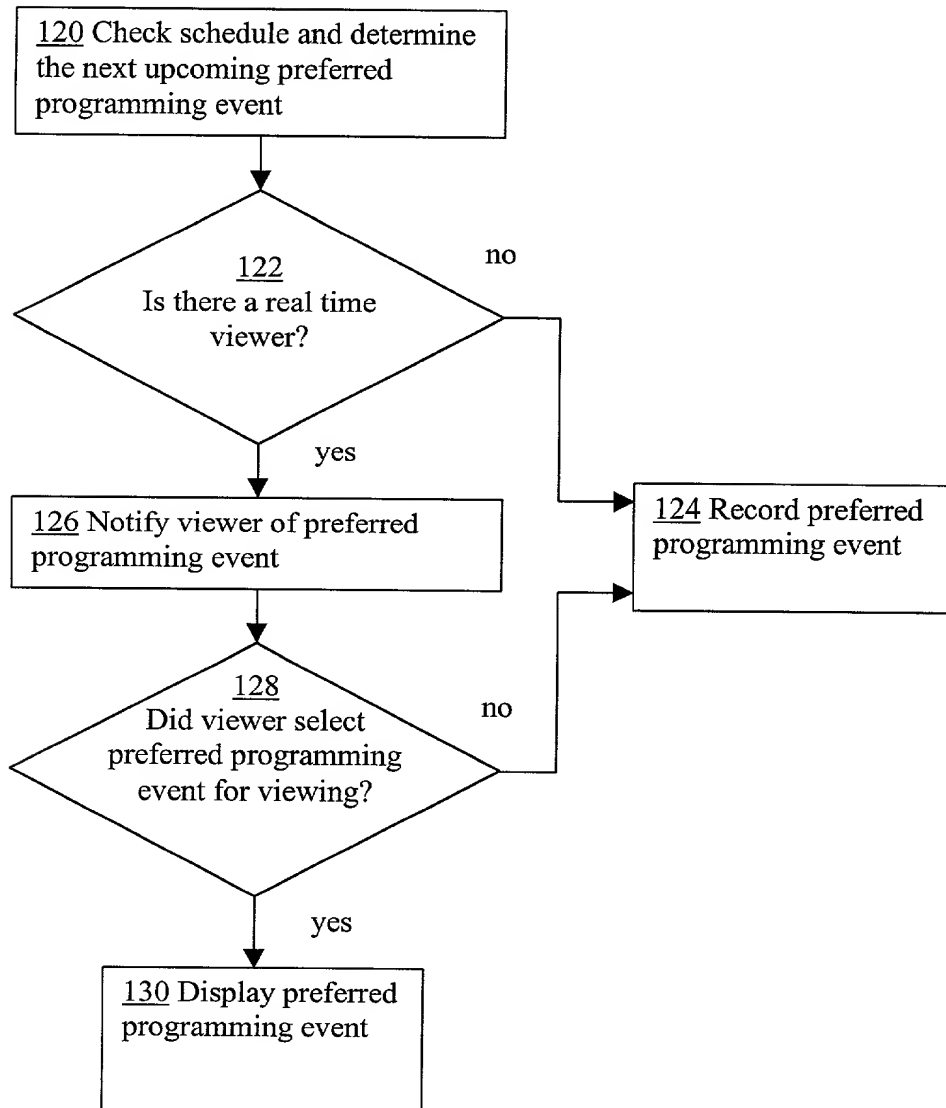 120 Check schedule and determine
the next upcoming preferred
programming event
122
Is there a real time
viewer?
no
yes
126 Notify viewer of preferred
programming event
124 Record preferred
programming event
128
Did viewer select
preferred programming
event for viewing?
no
yes
130 Display preferred
programming event